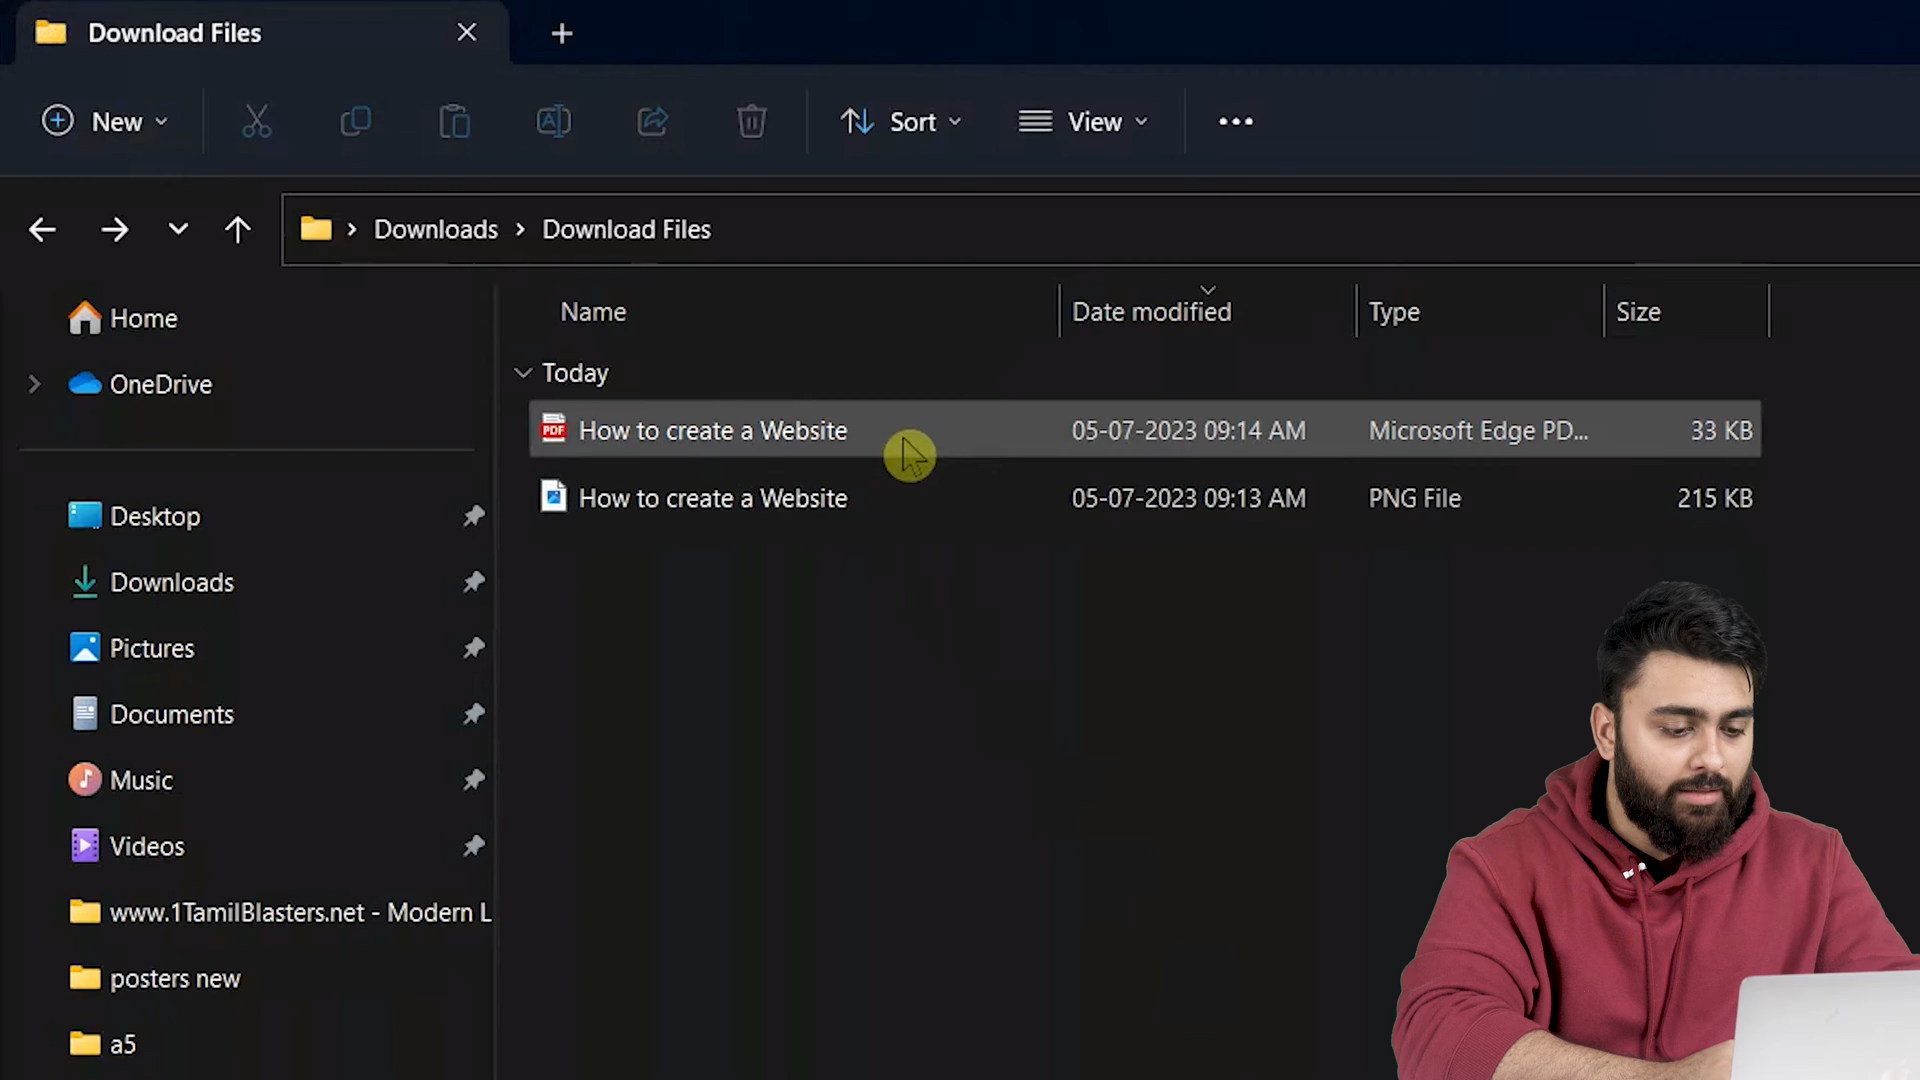 Download Files
New
Sort
View
Downloads
Download Files
Home
OneDrive
Desktop
Downloads
Pictures
Documents
Music
Videos
www.1TamilBlasters.net - Modern L
posters new
a5
Name
Date modified
Type
Size
Today
PDF
How to create a Website
05-07-2023 09:14 AM
Microsoft Edge PD...
33 KB
How to create a Website
05-07-2023 09:13 AM
PNG File
215 KB